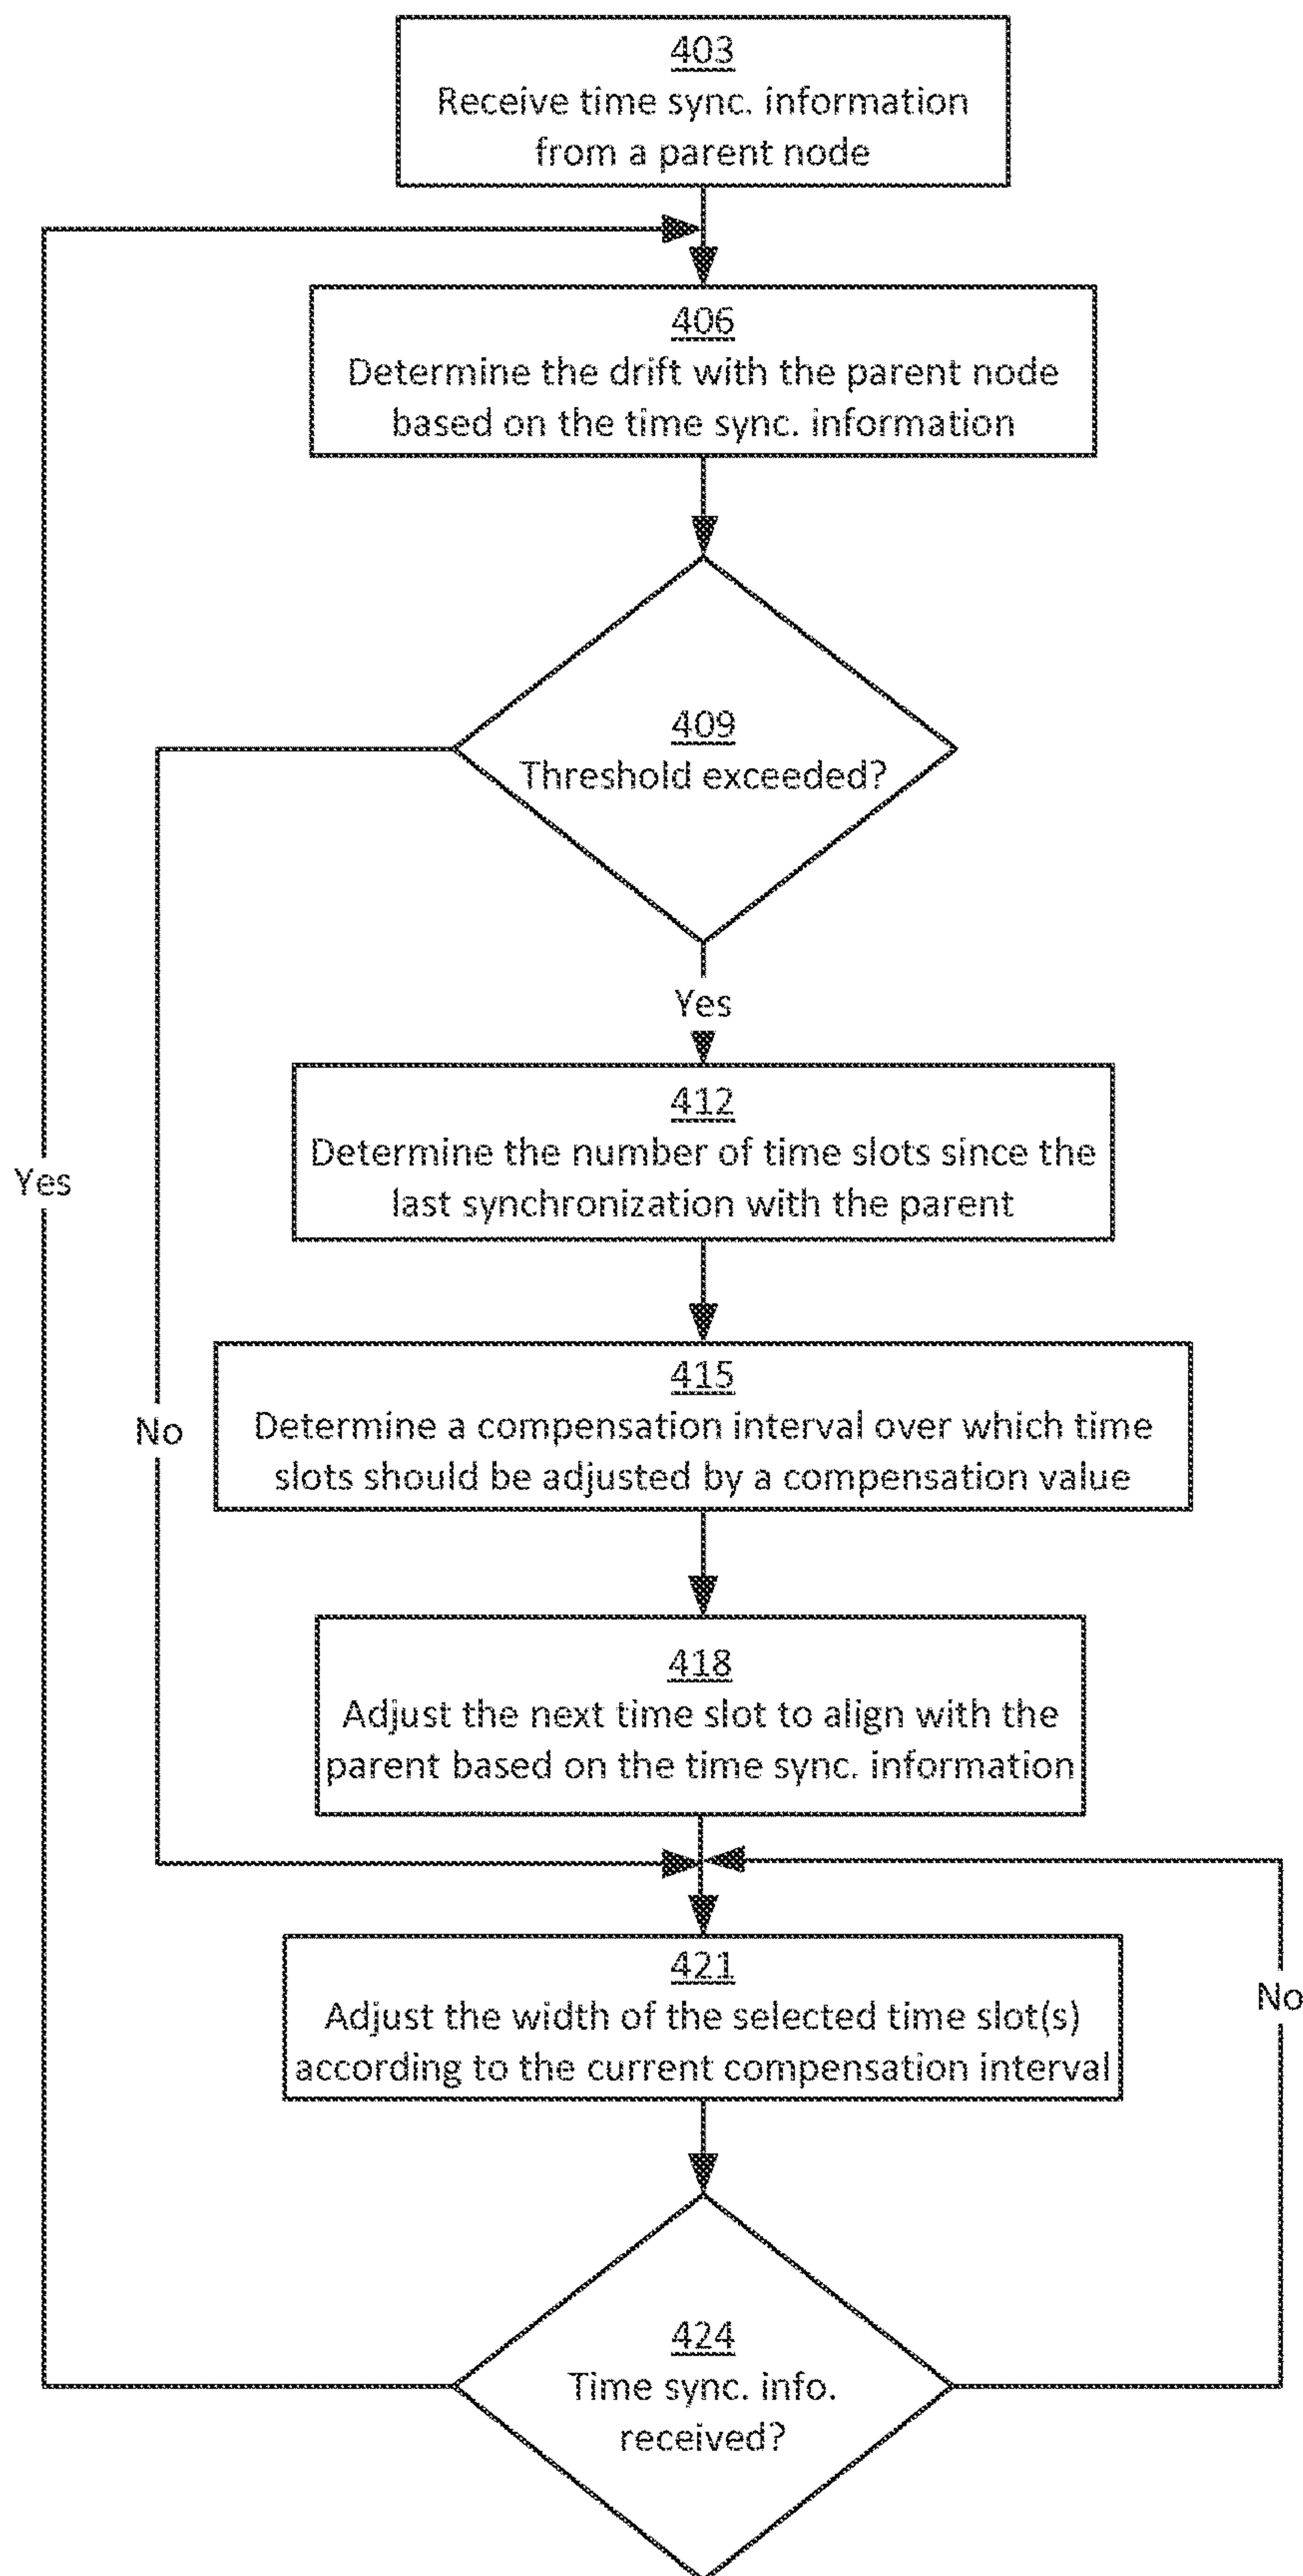 403
Receive time sync. information
from a parent node
406
Determine the drift with the parent node
based on the time sync. information
409
Threshold exceeded?
Yes
412
Determine the number of time slots since the
last synchronization with the parent
Yes
415
Determine a compensation interval over which time
slots should be adjusted by a compensation value
No
418
Adjust the next time slot to align with the
parent based on the time sync. information
421
Adjust the width of the selected time slot(s)
according to the current compensation interval
No
424
Time sync. info.
received?